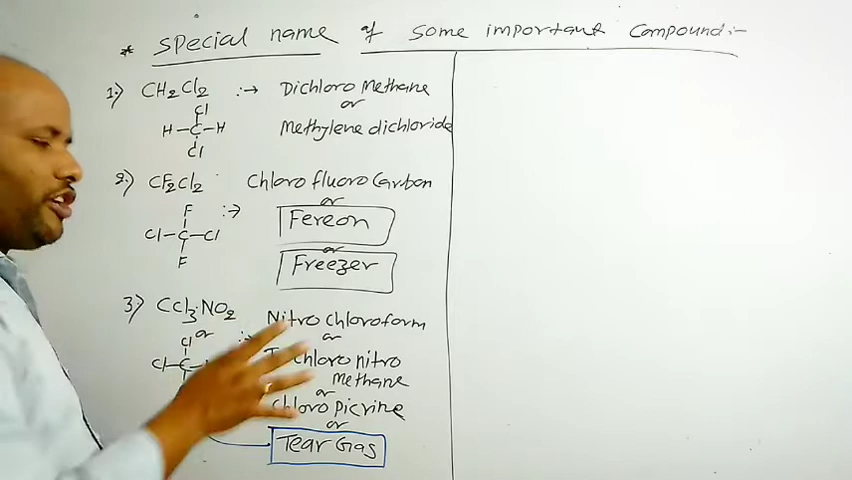 * special name of some important compound:-
1) CH2Cl2 :→ Dichloro Methane
or
Cl
H-C-H
Cl
Methylene dichloride
2) CF2Cl2 Chloro fluoro Carbon
or
F
Cl-C-Cl :→
F
Fereon
or
Freezer
3) CCl3.NO2 Nitro chloroform
or
or
Cl
Cl-C-
chloro nitro
Methane
or
Chloro picrine
or
Tear Gas